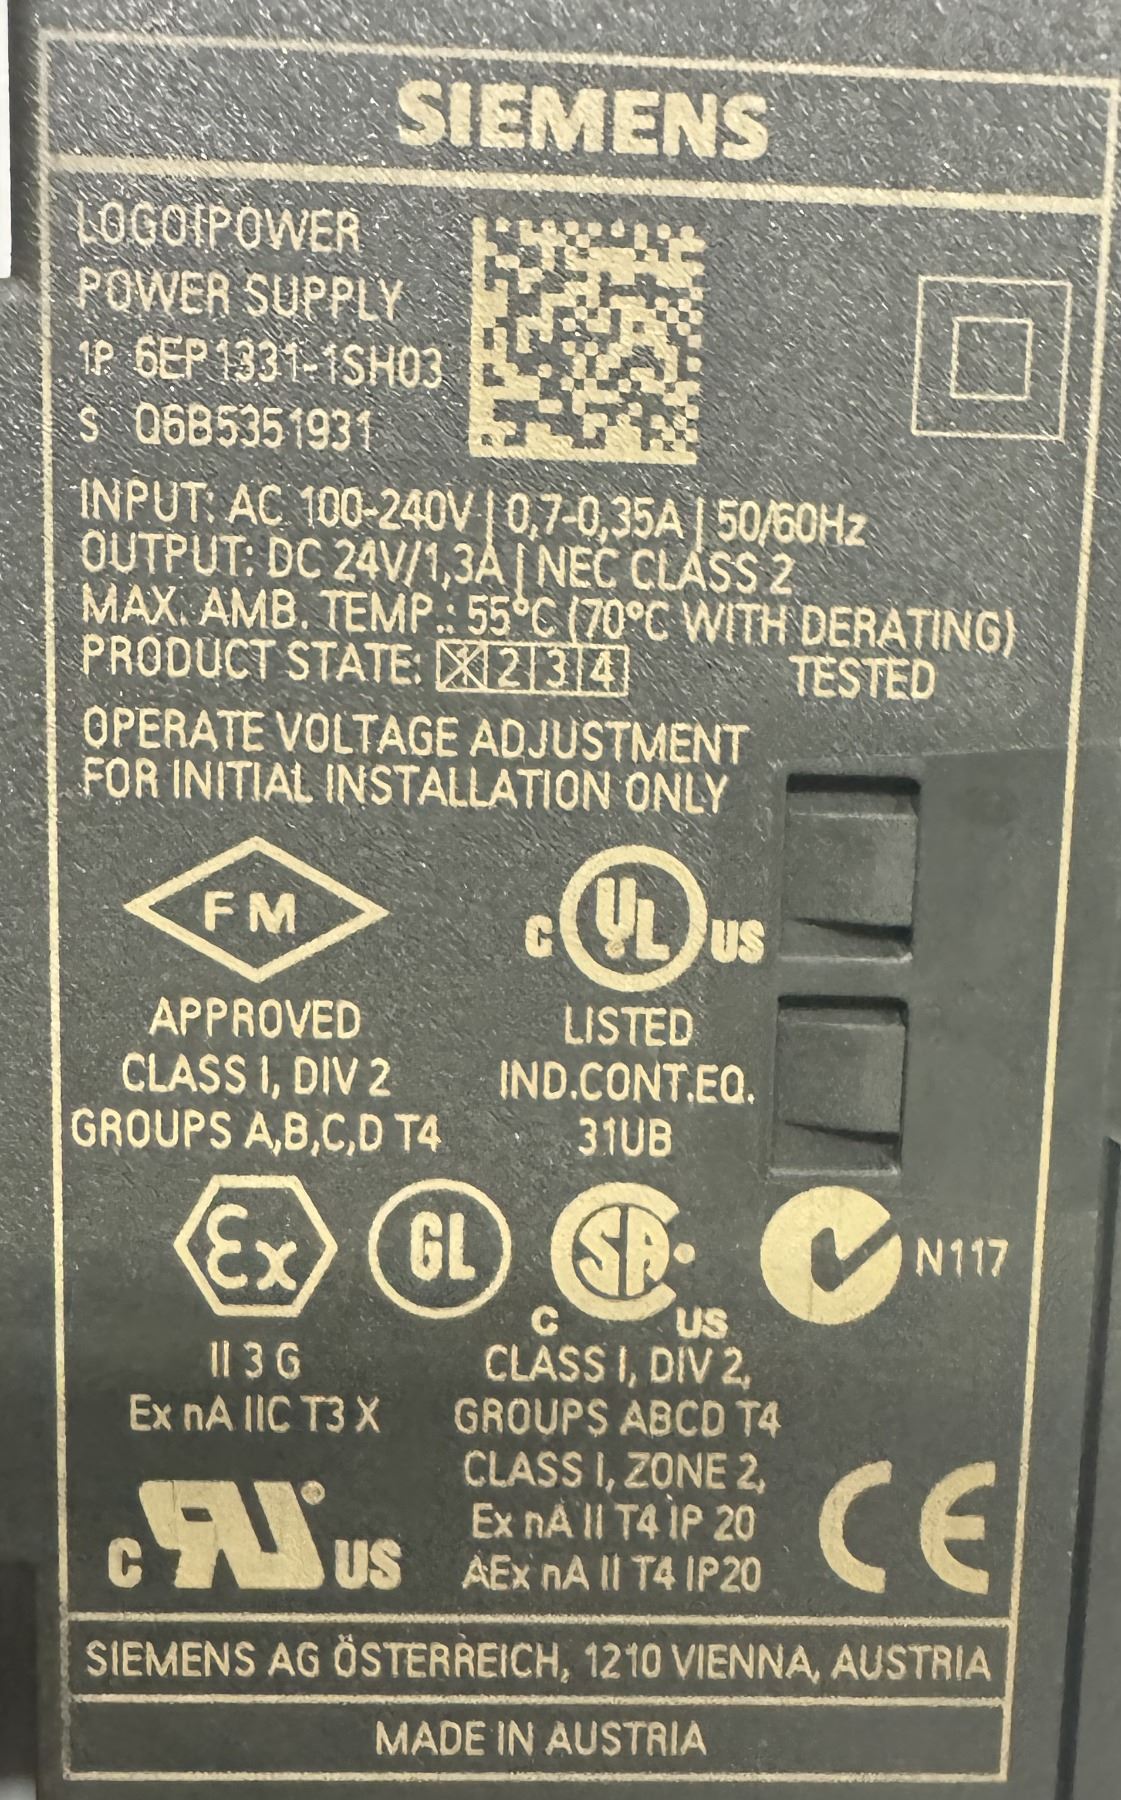 SIEMENS
LOGO!POWER
POWER SUPPLY
1P 6EP1331-1SH03
S Q6B5351931
INPUT: AC 100-240V | 0,7-0,35A | 50/60Hz
OUTPUT: DC 24V/1,3A | NEC CLASS 2
MAX. AMB. TEMP.: 55°C (70°C WITH DERATING)
PRODUCT STATE: 1 2 3 4 TESTED
OPERATE VOLTAGE ADJUSTMENT
FOR INITIAL INSTALLATION ONLY
FM
APPROVED
CLASS I, DIV 2
GROUPS A,B,C,D T4
C UL US
LISTED
IND.CONT.EQ.
31UB
Ex
II 3 G
Ex nA IIC T3 X
GL
SA
C US
CLASS I, DIV 2,
GROUPS ABCD T4
CLASS I, ZONE 2,
Ex nA II T4 IP 20
AEx nA II T4 IP20
N117
C RU® US
CE
SIEMENS AG ÖSTERREICH, 1210 VIENNA, AUSTRIA
MADE IN AUSTRIA